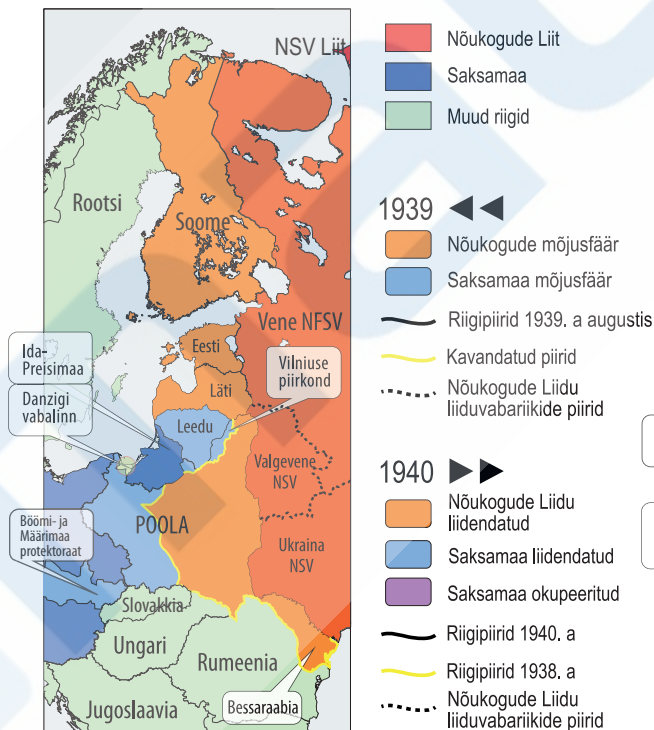 NSV Liit
Rootsi
Soome
Vene NFSV
Ida-
Preisimaa
Eesti
Vilniuse
piirkond
Danzigi
vabalinn
Läti
Leedu
Valgevene
NSV
POOLA
Böömi- ja
Määrimaa
protektoraat
Ukraina
NSV
Slovakkia
Ungari
Rumeenia
Bessaraabia
Jugoslaavia
Nõukogude Liit
Saksamaa
Muud riigid
1939
Nõukogude mõjusfäär
Saksamaa mõjusfäär
Riigipiirid 1939. a augustis
Kavandatud piirid
Nõukogude Liidu
liiduvabariikide piirid
1940
Nõukogude Liidu
liidendatud
Saksamaa liidendatud
Saksamaa okupeeritud
Riigipiirid 1940. a
Riigipiirid 1938. a
Nõukogude Liidu
liiduvabariikide piirid